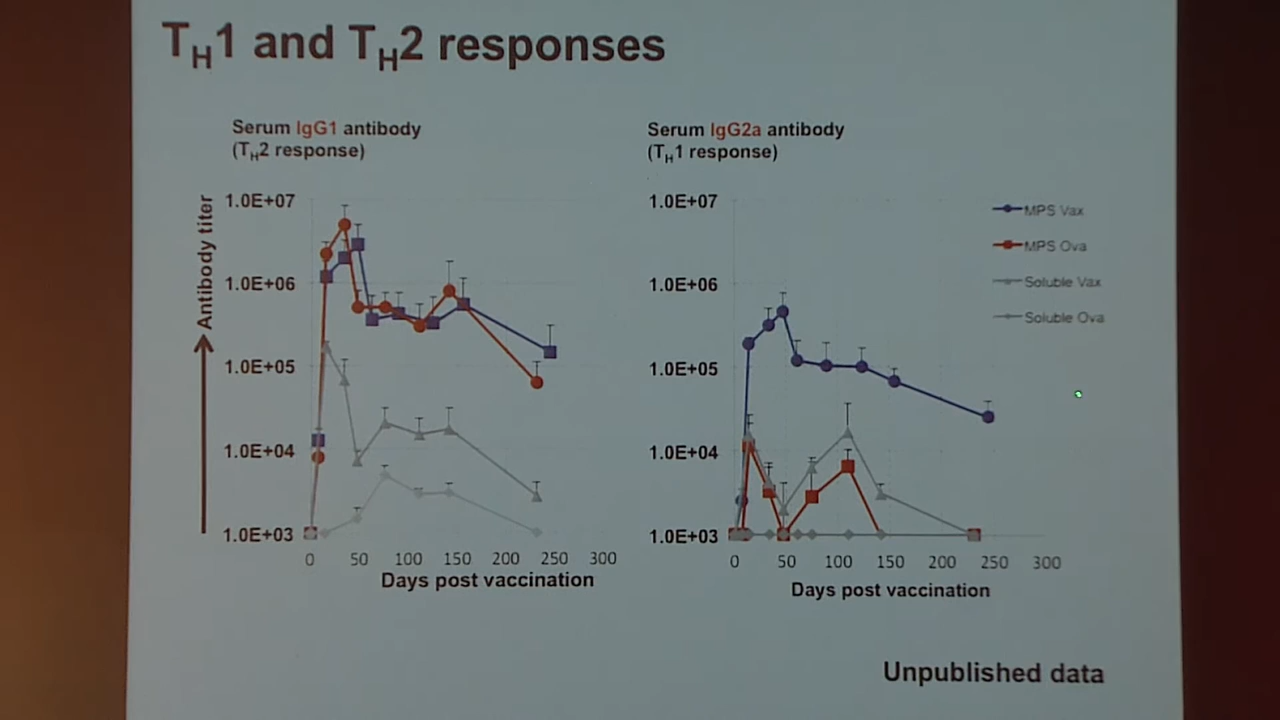 TH1 and TH2 responses
Serum IgG1 antibody
(TH2 response)
Antibody titer
1.0E+07
1.0E+06
1.0E+05
1.0E+04
1.0E+03
0 50 100 150 200 250 300
Days post vaccination
Serum IgG2a antibody
(TH1 response)
1.0E+07
1.0E+06
1.0E+05
1.0E+04
1.0E+03
0 50 100 150 200 250 300
Days post vaccination
MPS Vax
MPS Ova
Soluble Vax
Soluble Ova
Unpublished data